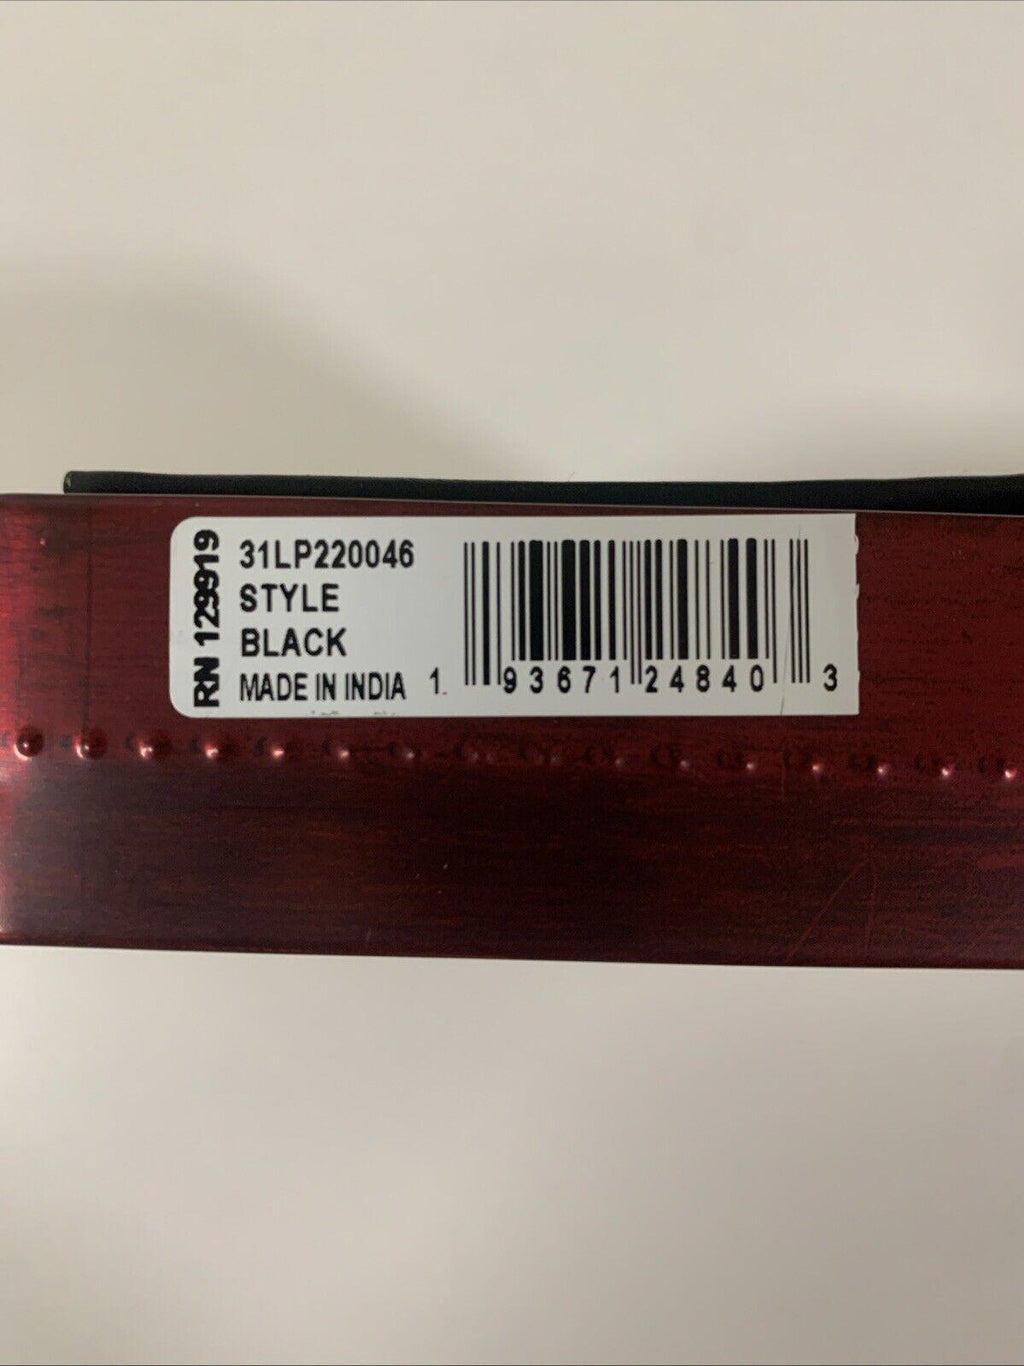 RN 129919
31LP220046
STYLE
BLACK
MADE IN INDIA
1 93671 24840 3